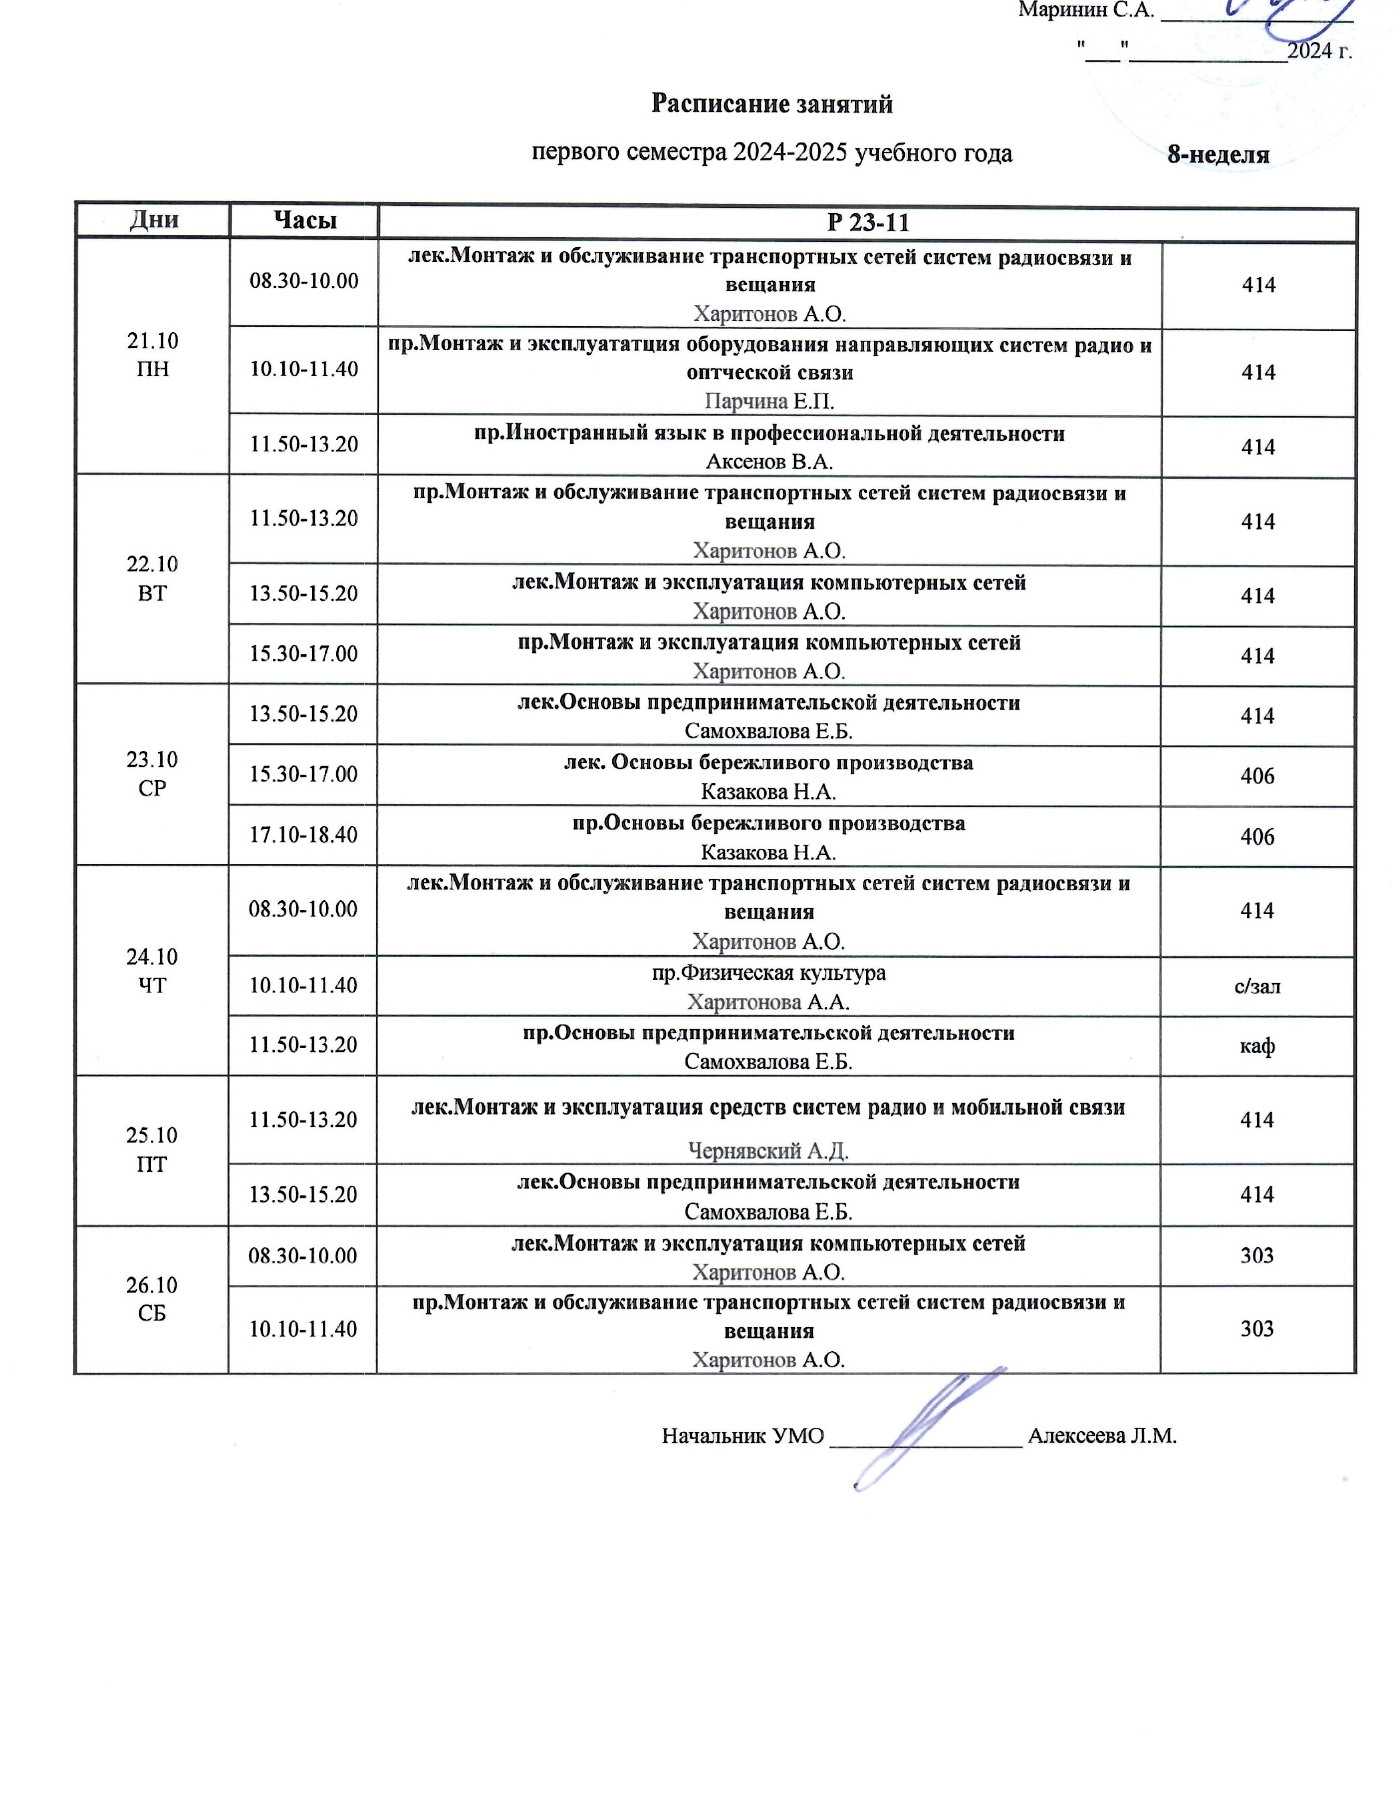 Маринин С.А. ________________
"___"______________2024 г.
Расписание занятий
первого семестра 2024-2025 учебного года
8-неделя
Дни Часы Р 23-11
21.10
ПН
08.30-10.00
лек.Монтаж и обслуживание транспортных сетей систем радиосвязи и
вещания
Харитонов А.О.
414
10.10-11.40
пр.Монтаж и эксплуататция оборудования направляющих систем радио и
оптческой связи
Парчина Е.П.
414
11.50-13.20
пр.Иностранный язык в профессиональной деятельности
Аксенов В.А.
414
22.10
ВТ
11.50-13.20
пр.Монтаж и обслуживание транспортных сетей систем радиосвязи и
вещания
Харитонов А.О.
414
13.50-15.20
лек.Монтаж и эксплуатация компьютерных сетей
Харитонов А.О.
414
15.30-17.00
пр.Монтаж и эксплуатация компьютерных сетей
Харитонов А.О.
414
23.10
СР
13.50-15.20
лек.Основы предпринимательской деятельности
Самохвалова Е.Б.
414
15.30-17.00
лек. Основы бережливого производства
Казакова Н.А.
406
17.10-18.40
пр.Основы бережливого производства
Казакова Н.А.
406
24.10
ЧТ
08.30-10.00
лек.Монтаж и обслуживание транспортных сетей систем радиосвязи и
вещания
Харитонов А.О.
414
10.10-11.40
пр.Физическая культура
Харитонова А.А.
с/зал
11.50-13.20
пр.Основы предпринимательской деятельности
Самохвалова Е.Б.
каф
25.10
ПТ
11.50-13.20
лек.Монтаж и эксплуатация средств систем радио и мобильной связи
Чернявский А.Д.
414
13.50-15.20
лек.Основы предпринимательской деятельности
Самохвалова Е.Б.
414
26.10
СБ
08.30-10.00
лек.Монтаж и эксплуатация компьютерных сетей
Харитонов А.О.
303
10.10-11.40
пр.Монтаж и обслуживание транспортных сетей систем радиосвязи и
вещания
Харитонов А.О.
303
Начальник УМО ________________ Алексеева Л.М.